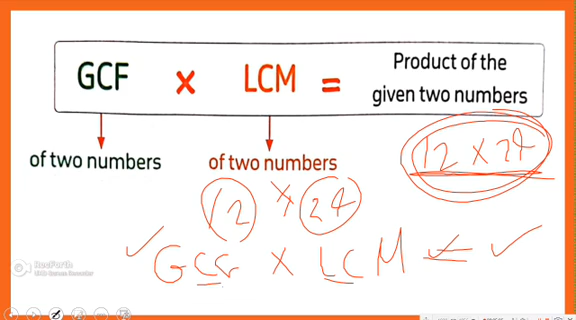 GCF × LCM = Product of the given two numbers
of two numbers of two numbers
12 × 24
12 × 24
GCF × LCM